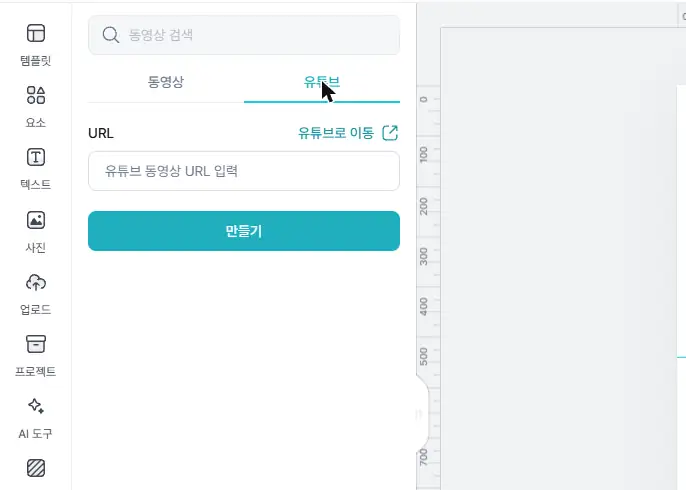 동영상 검색
템플릿
동영상
유튜브
요소
URL
유튜브로 이동
유튜브 동영상 URL 입력
텍스트
만들기
사진
업로드
프로젝트
AI 도구
0
100
200
300
400
500
700